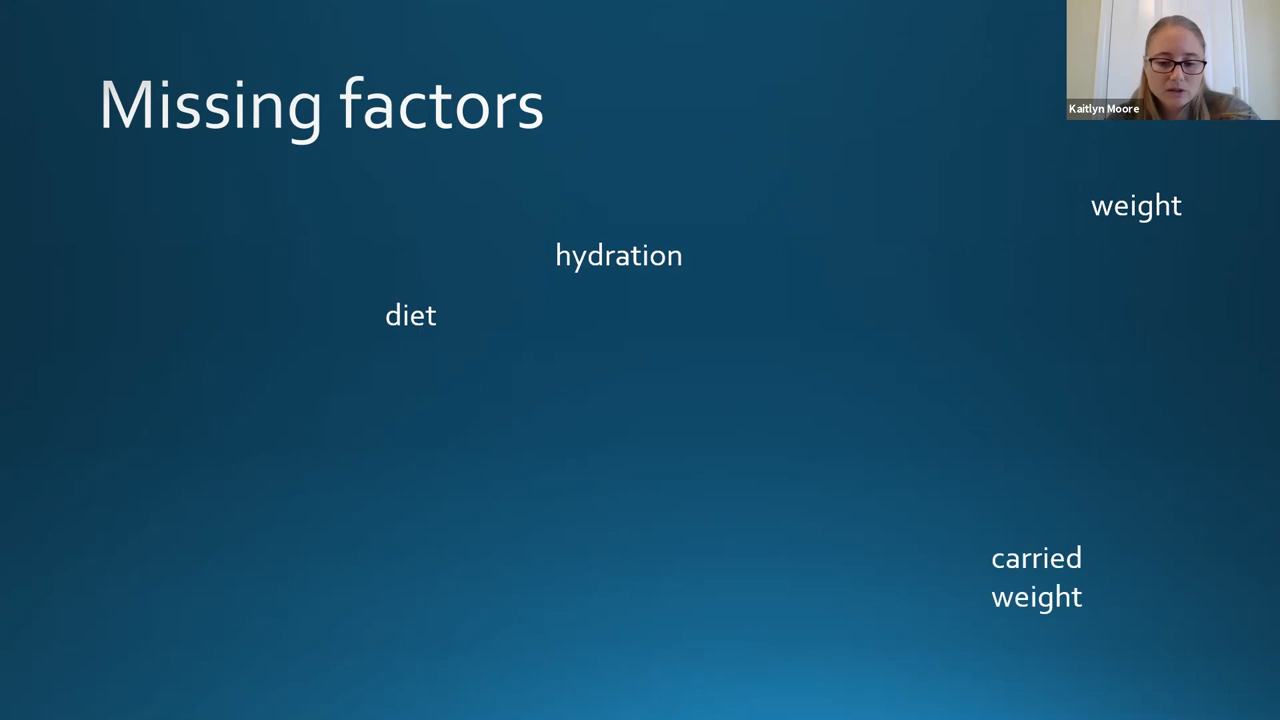 Missing factors
Kaitlyn Moore
weight
hydration
diet
carried
weight